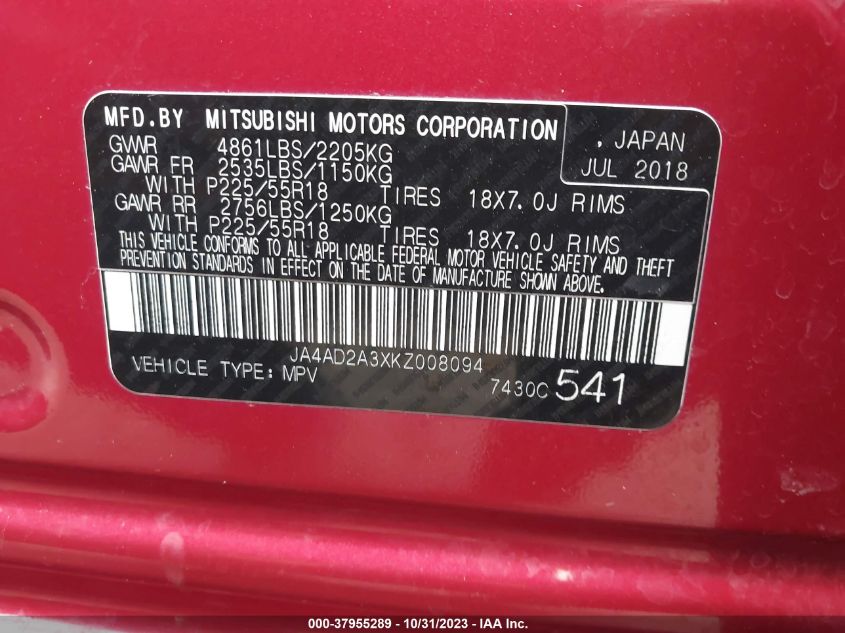 MFD.BY MITSUBISHI MOTORS CORPORATION , JAPAN
GVWR 4861LBS/2205KG JUL 2018
GAWR FR 2535LBS/1150KG
WITH P225/55R18 TIRES 18X7.0J RIMS
GAWR RR 2756LBS/1250KG
WITH P225/55R18 TIRES 18X7.0J RIMS
THIS VEHICLE CONFORMS TO ALL APPLICABLE FEDERAL MOTOR VEHICLE SAFETY AND THEFT
PREVENTION STANDARDS IN EFFECT ON THE DATE OF MANUFACTURE SHOWN ABOVE.
JA4AD2A3XKZ008094
VEHICLE TYPE: MPV 7430C 541
000-37955289 - 10/31/2023 - IAA Inc.